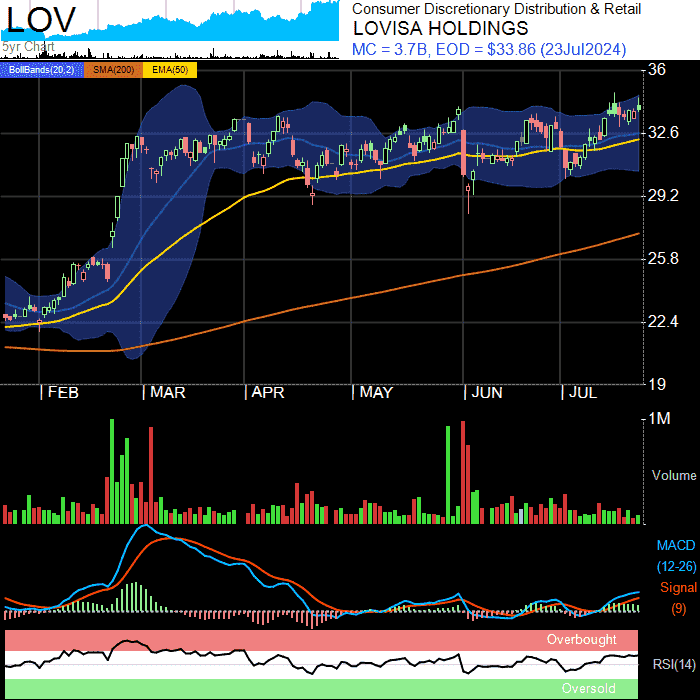 LOV
5yr Chart
Consumer Discretionary Distribution & Retail
LOVISA HOLDINGS
MC = 3.7B, EOD = $33.86 (23Jul2024)
BollBands(20,2) SMA(200) EMA(50)
36
32.6
29.2
25.8
22.4
19
FEB MAR APR MAY JUN JUL
1M
Volume
MACD
(12-26)
Signal
(9)
Overbought
RSI(14)
Oversold